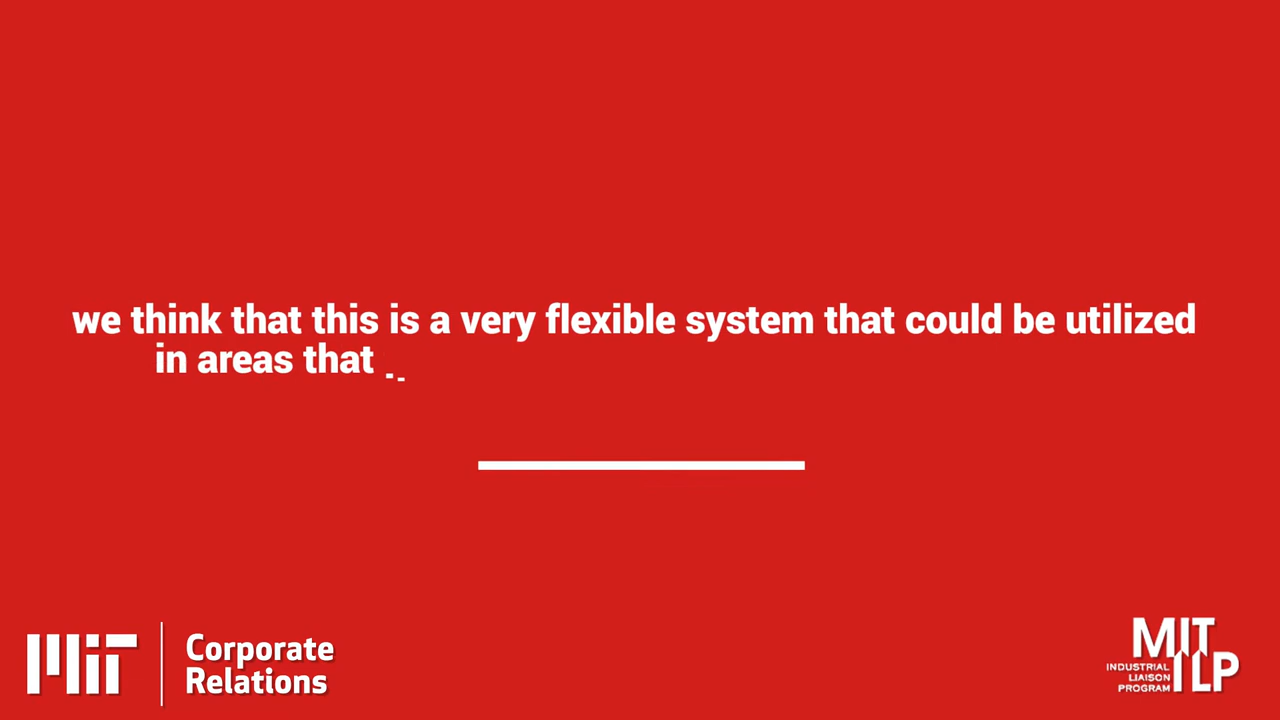 we think that this is a very flexible system that could be utilized
in areas that
MIT
Corporate
Relations
MIT
ILP
INDUSTRIAL
LIAISON
PROGRAM